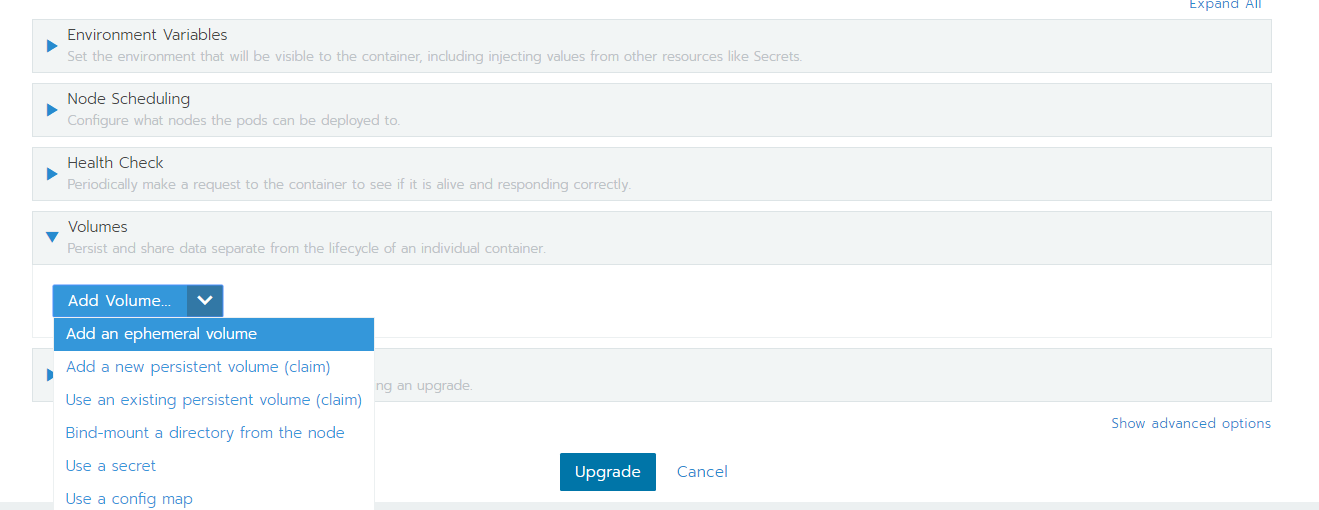 Expand All
Environment Variables
Set the environment that will be visible to the container, including injecting values from other resources like Secrets.
Node Scheduling
Configure what nodes the pods can be deployed to.
Health Check
Periodically make a request to the container to see if it is alive and responding correctly.
Volumes
Persist and share data separate from the lifecycle of an individual container.
Add Volume...
Add an ephemeral volume
Add a new persistent volume (claim)
ng an upgrade.
Use an existing persistent volume (claim)
Show advanced options
Bind-mount a directory from the node
Use a secret
Upgrade Cancel
Use a config map